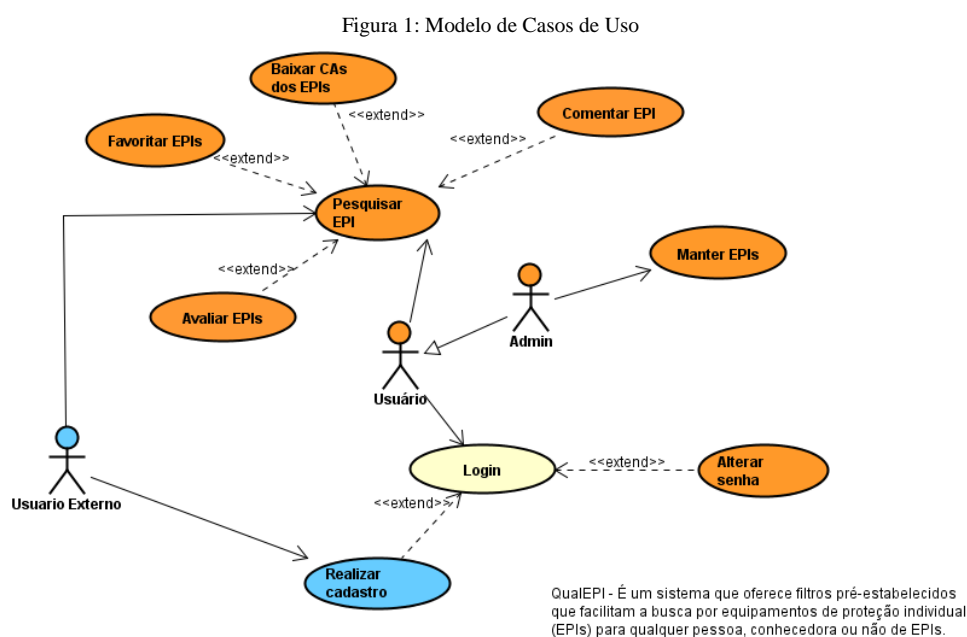 Figura 1: Modelo de Casos de Uso
Baixar CAs
dos EPIs
<<extend>>
Comentar EPI
Favoritar EPIs
<<extend>>
<<extend>>
Pesquisar
EPI
Manter EPIs
<<extend>>
Avaliar EPIs
Admin
Usuário
Login
<<extend>>
Alterar
senha
Usuario Externo
<<extend>>
Realizar
cadastro
QualEPI - É um sistema que oferece filtros pré-estabelecidos
que facilitam a busca por equipamentos de proteção individual
(EPIs) para qualquer pessoa, conhecedora ou não de EPIs.